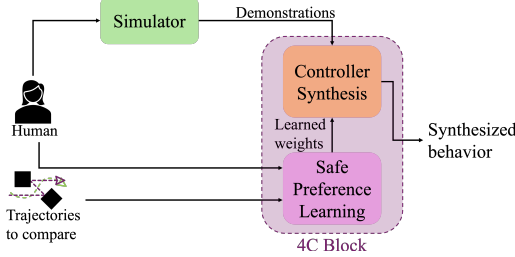 Simulator
Demonstrations
Controller
Synthesis
Human
Learned
weights
Synthesized
behavior
Safe
Preference
Learning
Trajectories
to compare
4C Block